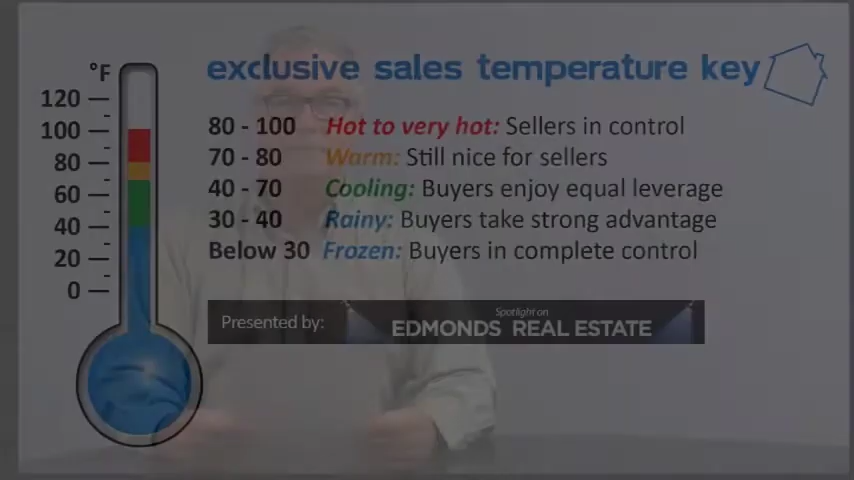 exclusive sales temperature key
°F
120
100
80
60
40
20
0
80 - 100 Hot to very hot: Sellers in control
70 - 80 Warm: Still nice for sellers
40 - 70 Cooling: Buyers enjoy equal leverage
30 - 40 Rainy: Buyers take strong advantage
Below 30 Frozen: Buyers in complete control
Presented by:
Spotlight on
EDMONDS REAL ESTATE